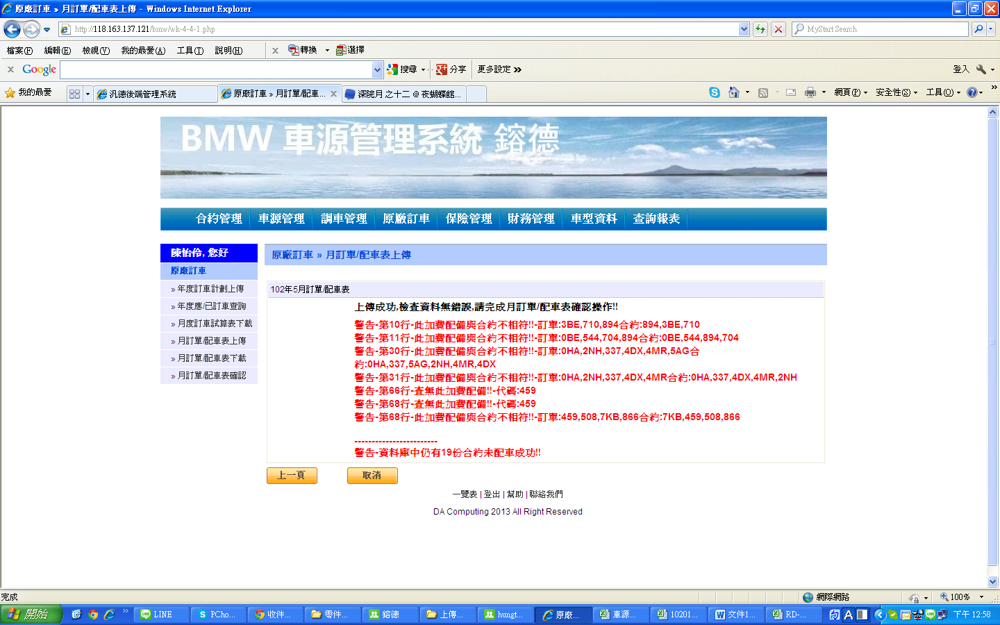 原廠訂車 » 月訂單/配車表上傳 - Windows Internet Explorer
http://118.163.137.121/bmw/wk-4-4-1.php
MyStart Search
檔案(F) 編輯(E) 檢視(V) 我的最愛(A) 工具(T) 說明(H) x 轉換 選擇
x Google 搜尋 分享 更多設定 » 登入
我的最愛 汎德後端管理系統 原廠訂車 » 月訂單/配車... 深院月 之十二 @ 夜蝴蝶館... 網頁(P) 安全性(S) 工具(O)
BMW 車源管理系統 鎔德
合約管理 車源管理 調車管理 原廠訂車 保險管理 財務管理 車型資料 查詢報表
陳怡伶, 您好
原廠訂車
» 年度訂車計劃上傳
» 年度應/已訂車查詢
» 月度訂車試算表下載
» 月訂單/配車表上傳
» 月訂單/配車表下載
» 月訂單/配車表確認
原廠訂車 » 月訂單/配車表上傳
102年5月訂單/配車表
上傳成功,檢查資料無錯誤,請完成月訂單/配車表確認操作!!
警告-第10行-此加費配備與合約不相符!!-訂單:3BE,710,894合約:894,3BE,710
警告-第11行-此加費配備與合約不相符!!-訂單:0BE,544,704,894合約:0BE,544,894,704
警告-第30行-此加費配備與合約不相符!!-訂單:0HA,2NH,337,4DX,4MR,5AG合
約:0HA,337,5AG,2NH,4MR,4DX
警告-第31行-此加費配備與合約不相符!!-訂單:0HA,2NH,337,4DX,4MR合約:0HA,337,4DX,4MR,2NH
警告-第66行-查無此加費配備!!-代碼:459
警告-第68行-查無此加費配備!!-代碼:459
警告-第68行-此加費配備與合約不相符!!-訂單:459,508,7KB,866合約:7KB,459,508,866
------------------------
警告-資料庫中仍有19份合約未配車成功!!
上一頁 取消
一覽表 | 登出 | 幫助 | 聯絡我們
DA Computing 2013 All Right Reserved
完成 網際網路 100%
開始 LINE PCho... 收件... 零件... 鎔德 上傳... hungt... 原廠... 車源... 10201... 文件1... RD-... A 下午 12:58